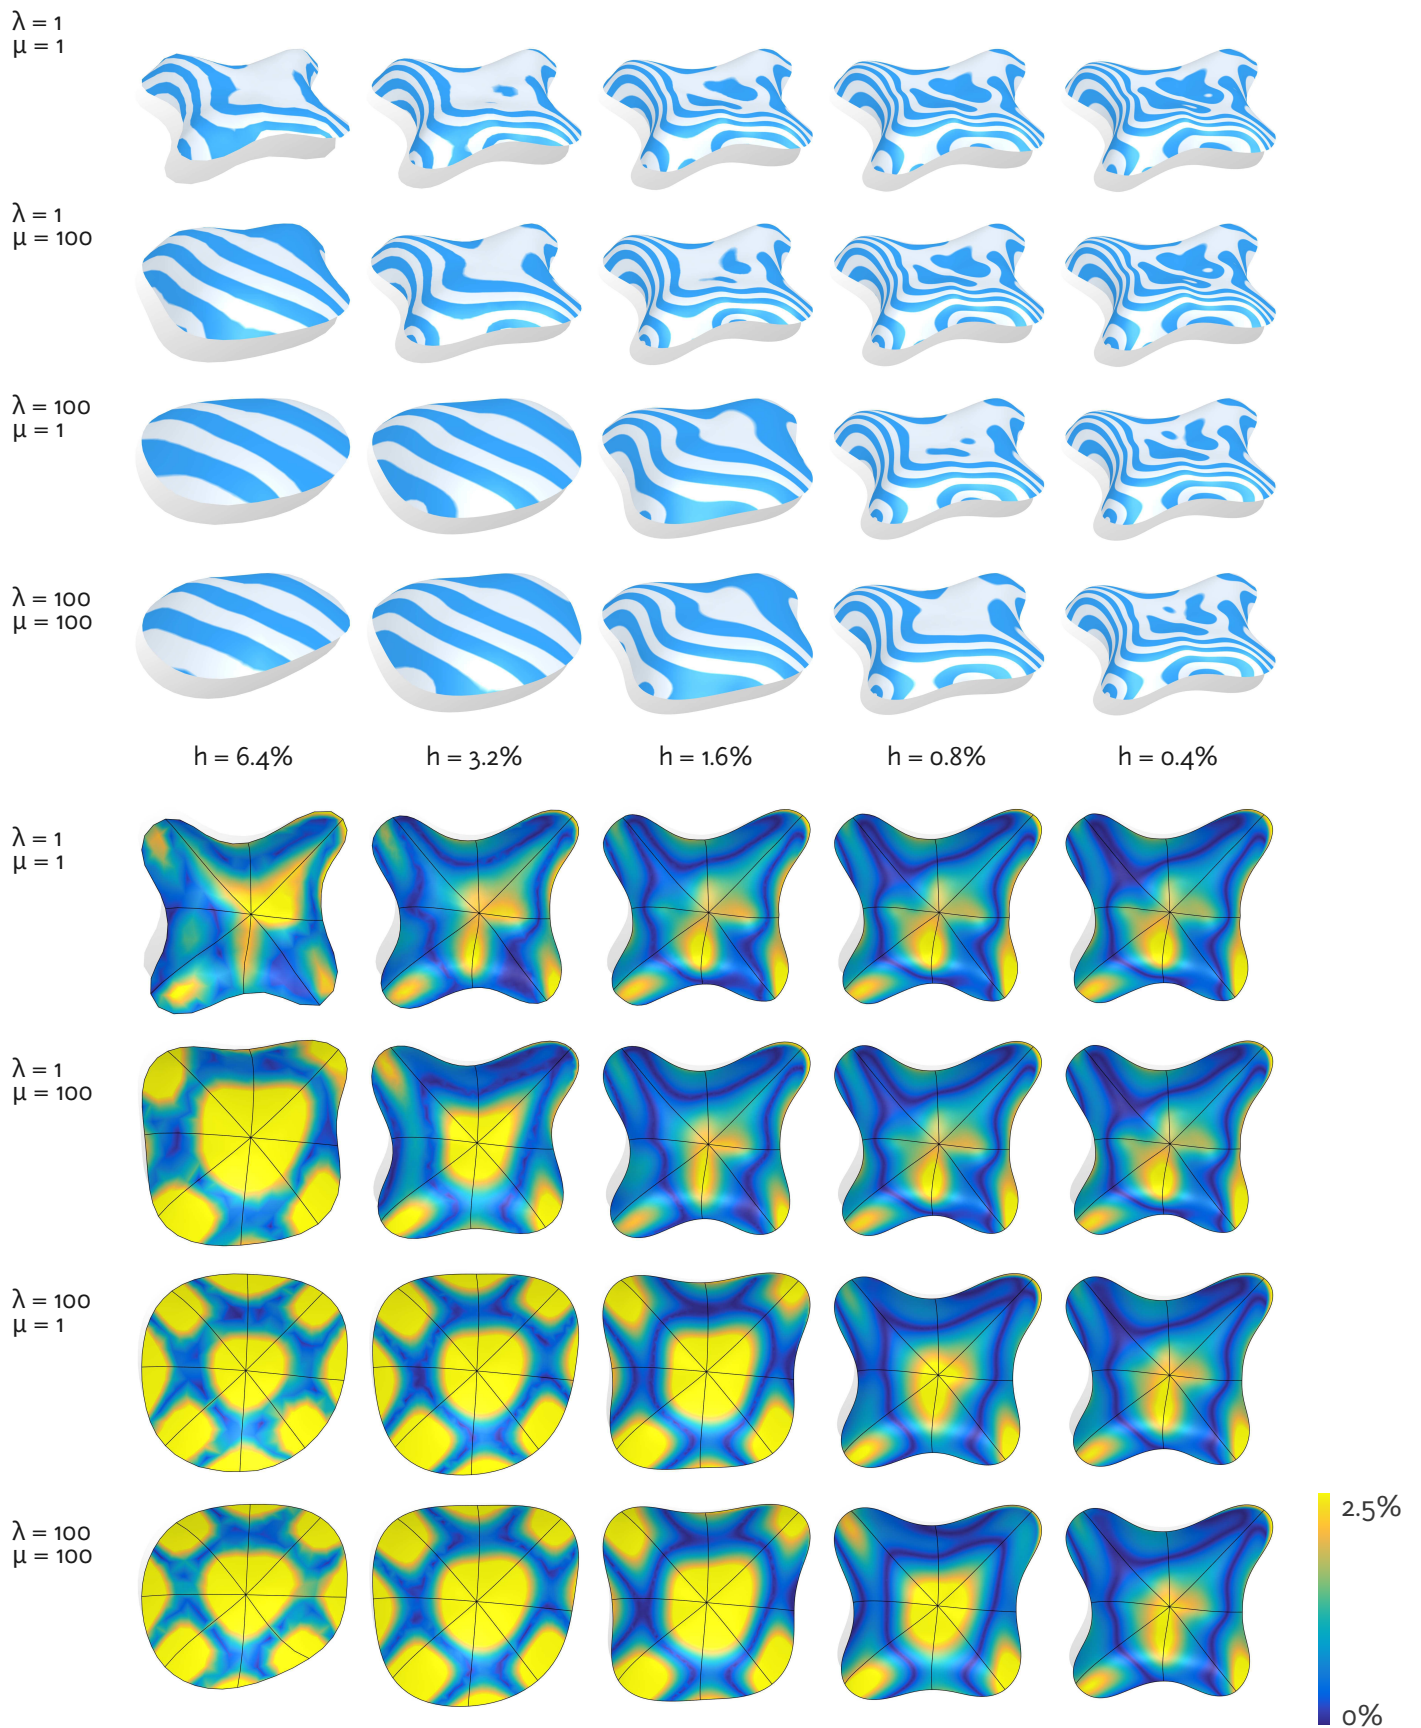 λ = 1
μ = 1
λ = 1
μ = 100
λ = 100
μ = 1
λ = 100
μ = 100
h = 6.4% h = 3.2% h = 1.6% h = 0.8% h = 0.4%
λ = 1
μ = 1
λ = 1
μ = 100
λ = 100
μ = 1
λ = 100
μ = 100
2.5%
0%